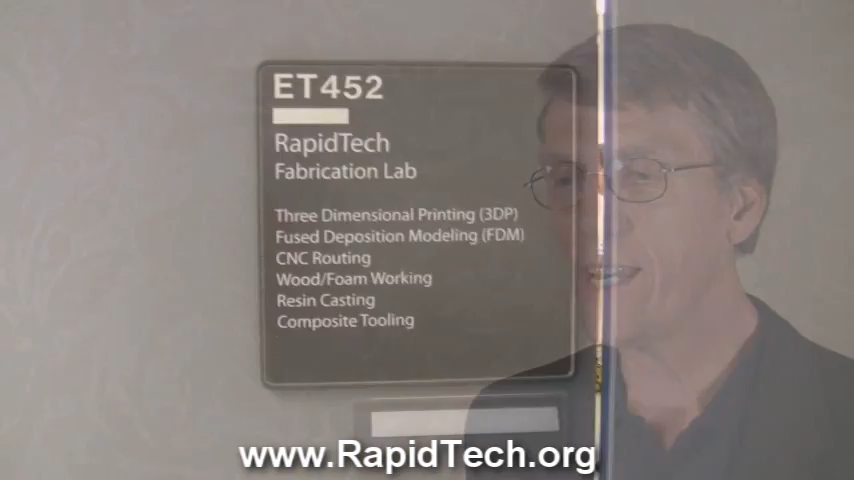 ET452
RapidTech
Fabrication Lab
Three Dimensional Printing (3DP)
Fused Deposition Modeling (FDM)
CNC Routing
Wood/Foam Working
Resin Casting
Composite Tooling
www.RapidTech.org